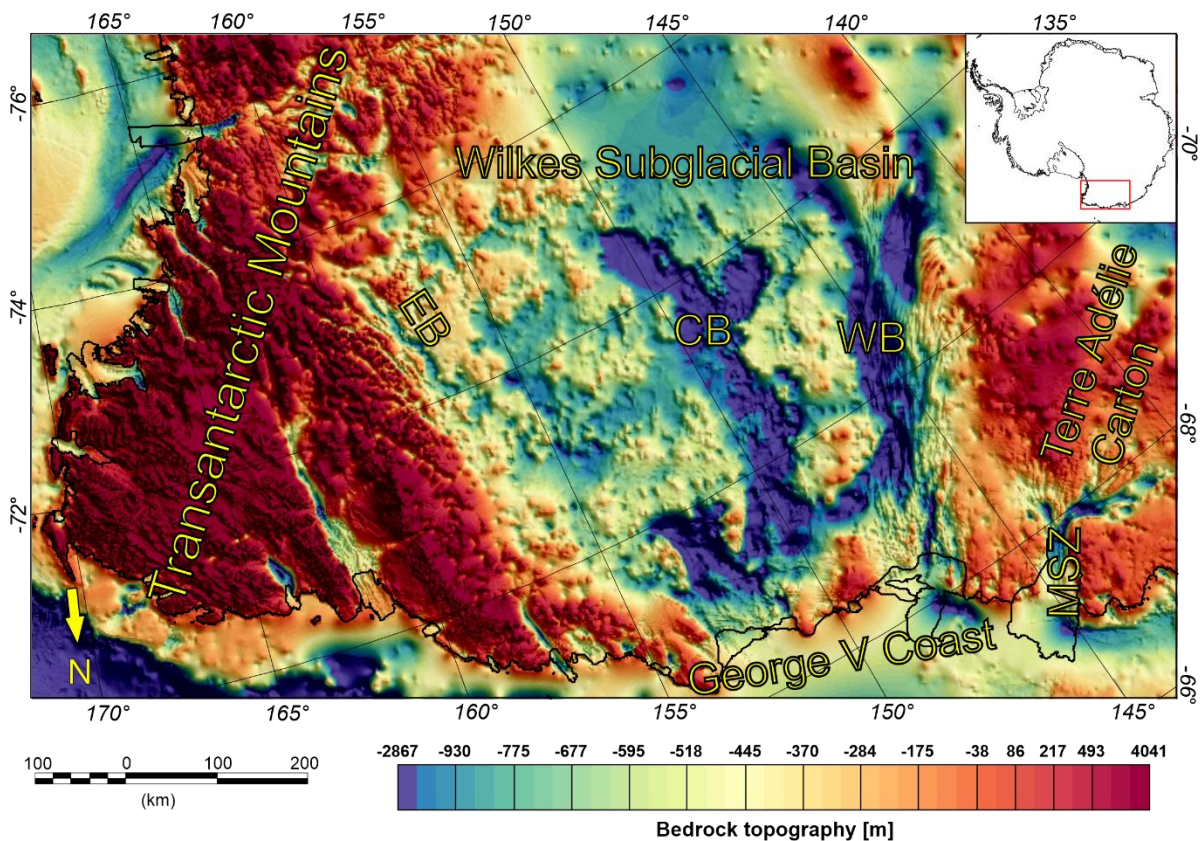 165° 160° 155° 150° 145° 140° 135°
-76°
-74°
-72°
-70°
-68°
-66°
Transantarctic Mountains
Wilkes Subglacial Basin
EB
CB
WB
Terre Adélie
Carton
MSZ
George V Coast
N
170° 165° 160° 155° 150° 145°
100 0 100 200
(km)
-2867 -930 -775 -677 -595 -518 -445 -370 -284 -175 -38 86 217 493 4041
Bedrock topography [m]